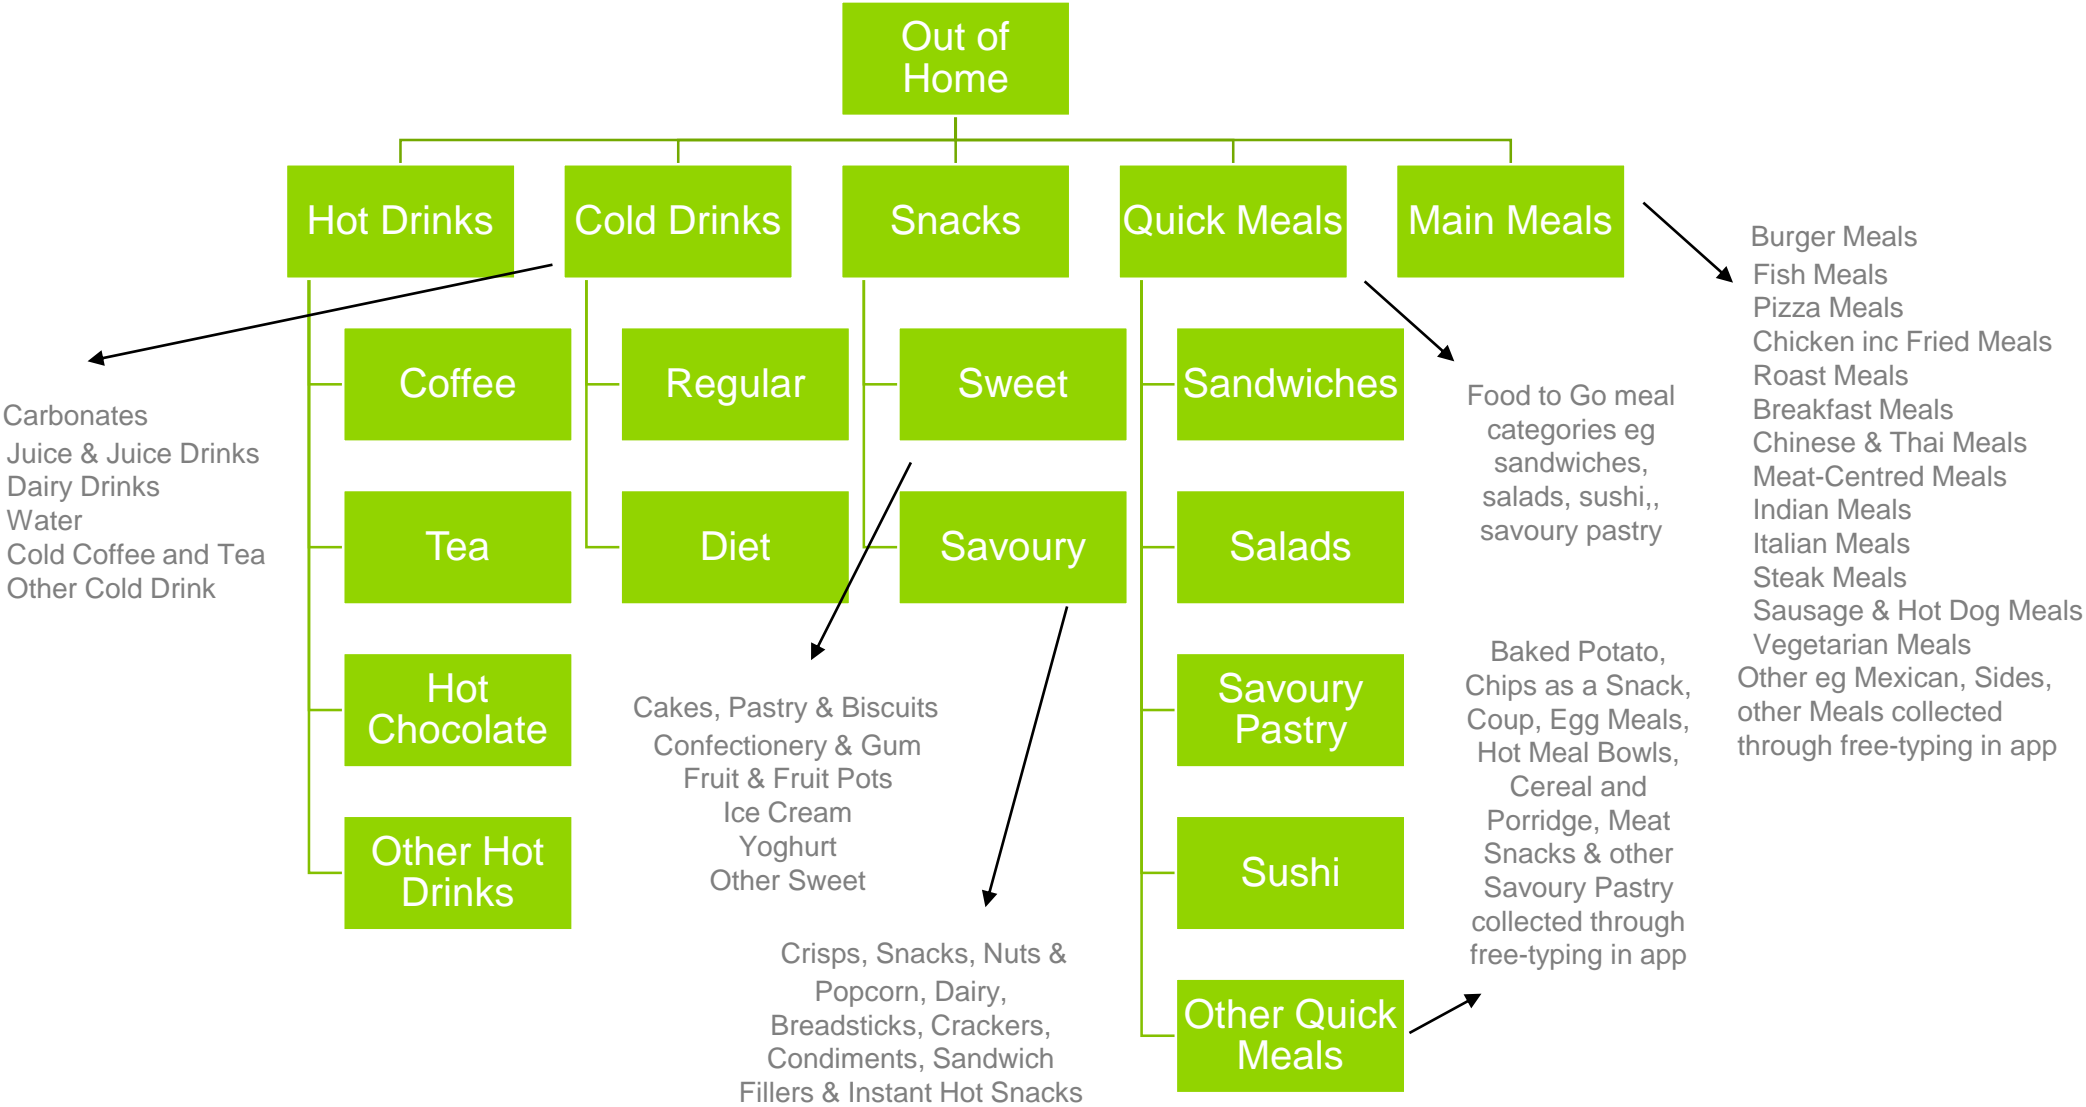 Out of
Home
Hot Drinks
Cold Drinks
Snacks
Quick Meals
Main Meals
Coffee
Tea
Hot
Chocolate
Other Hot
Drinks
Regular
Diet
Sweet
Savoury
Sandwiches
Salads
Savoury
Pastry
Sushi
Other Quick
Meals
Carbonates
Juice & Juice Drinks
Dairy Drinks
Water
Cold Coffee and Tea
Other Cold Drink
Cakes, Pastry & Biscuits
Confectionery & Gum
Fruit & Fruit Pots
Ice Cream
Yoghurt
Other Sweet
Crisps, Snacks, Nuts &
Popcorn, Dairy,
Breadsticks, Crackers,
Condiments, Sandwich
Fillers & Instant Hot Snacks
Food to Go meal
categories eg
sandwiches,
salads, sushi,,
savoury pastry
Baked Potato,
Chips as a Snack,
Coup, Egg Meals,
Hot Meal Bowls,
Cereal and
Porridge, Meat
Snacks & other
Savoury Pastry
collected through
free-typing in app
Burger Meals
Fish Meals
Pizza Meals
Chicken inc Fried Meals
Roast Meals
Breakfast Meals
Chinese & Thai Meals
Meat-Centred Meals
Indian Meals
Italian Meals
Steak Meals
Sausage & Hot Dog Meals
Vegetarian Meals
Other eg Mexican, Sides,
other Meals collected
through free-typing in app